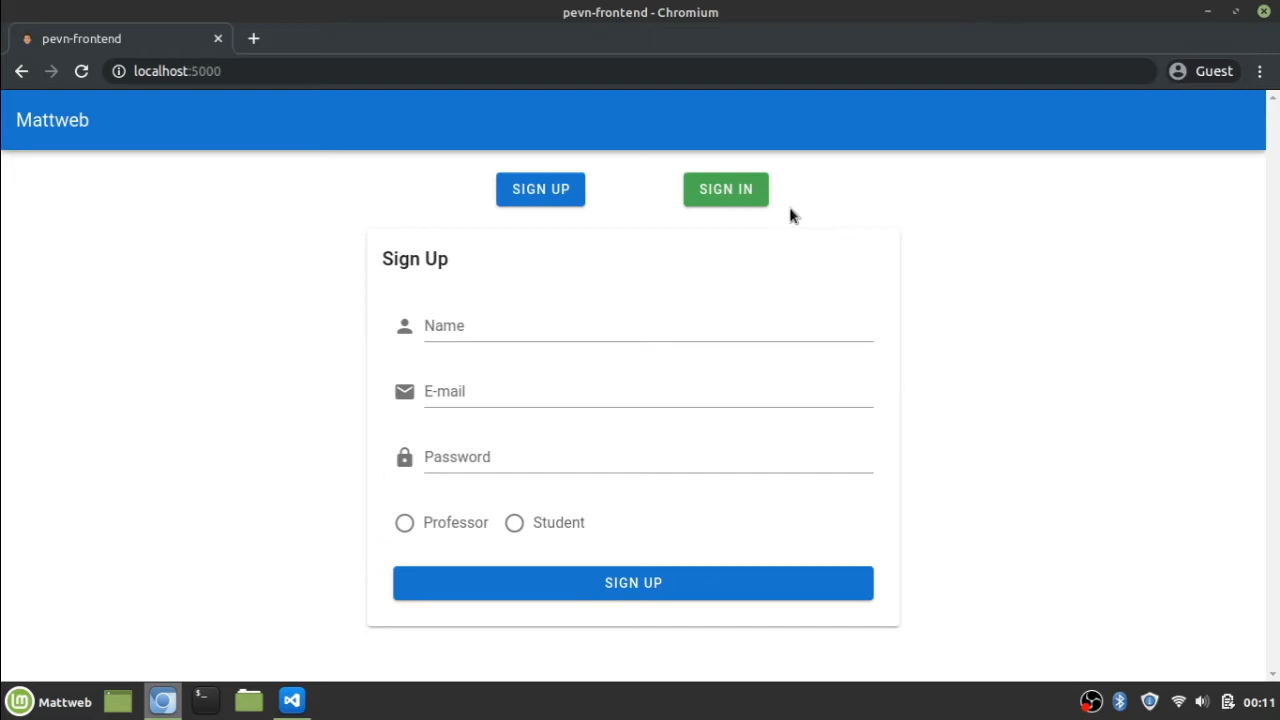 pevn-frontend - Chromium
pevn-frontend
localhost:5000
Guest
Mattweb
SIGN UP
SIGN IN
Sign Up
Name
E-mail
Password
Professor
Student
SIGN UP
Mattweb
00:11